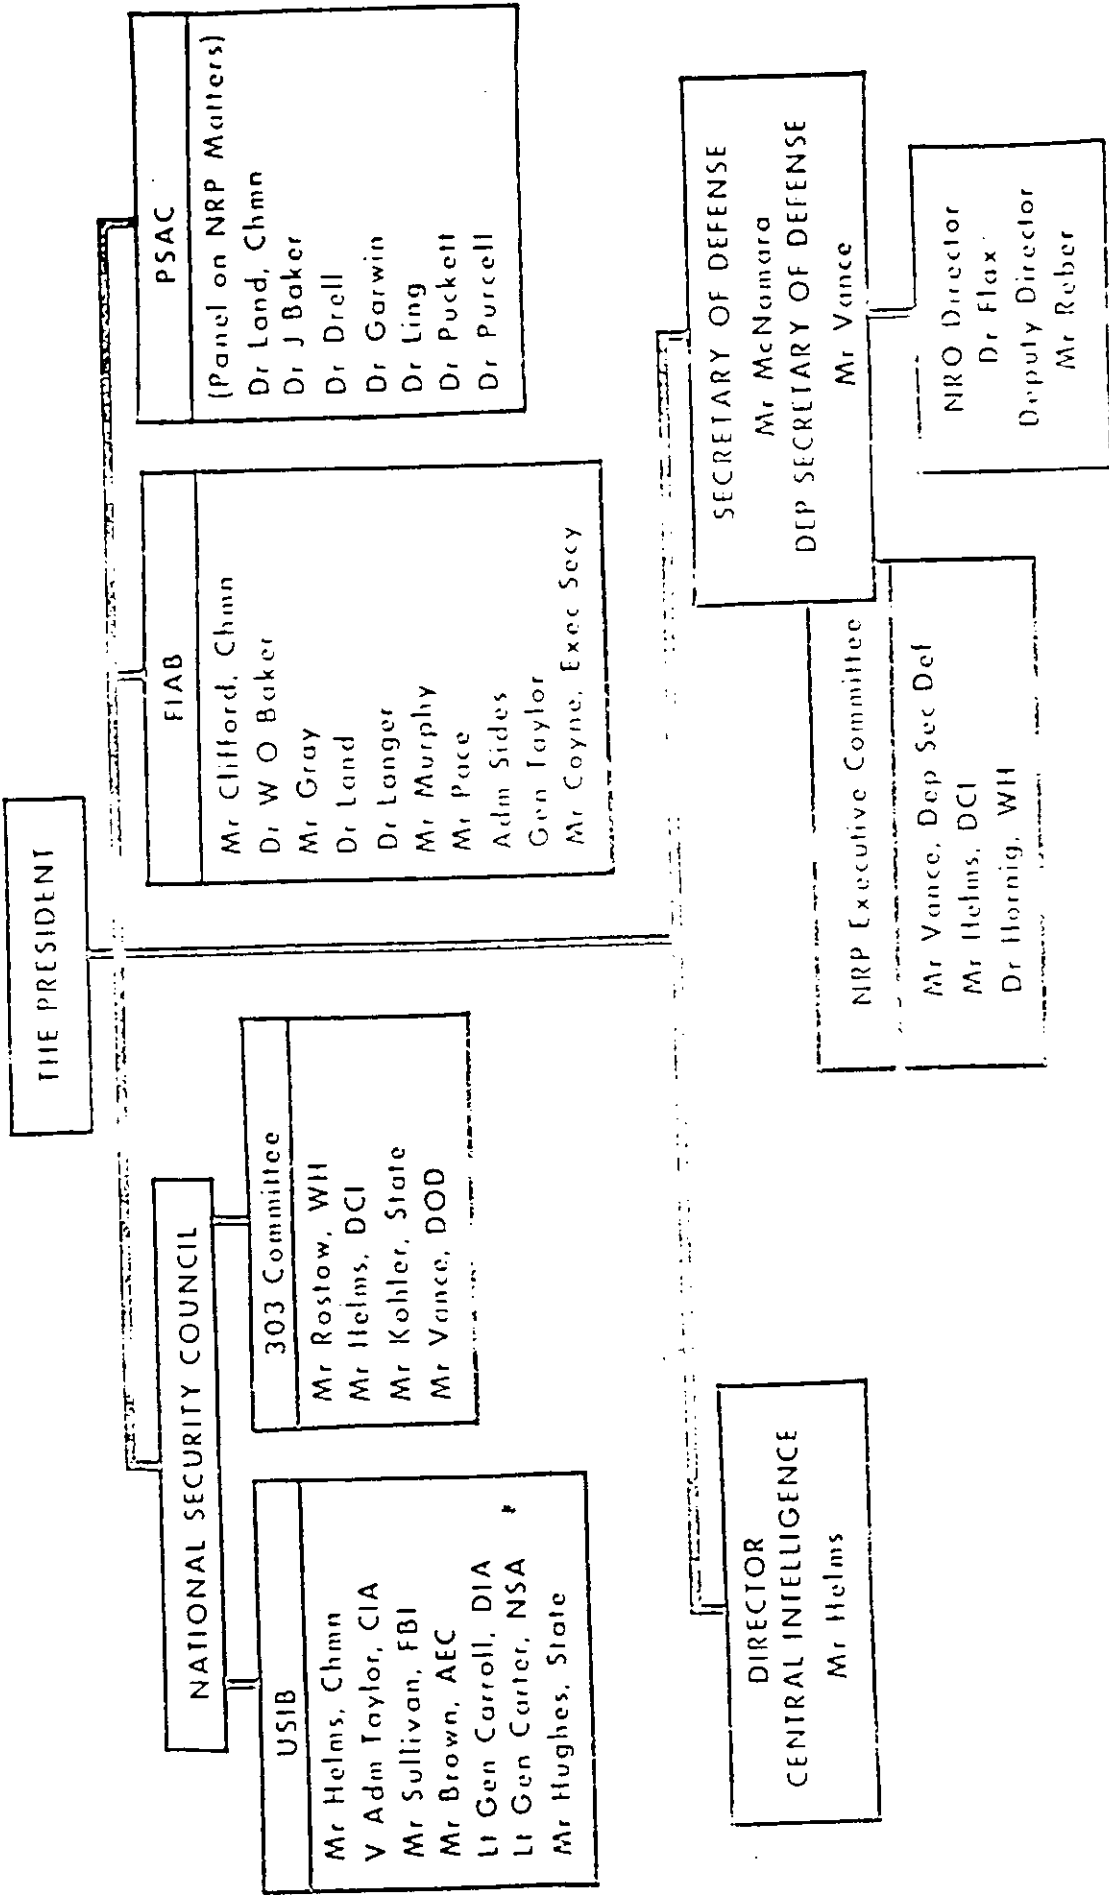 THE PRESIDENT
NATIONAL SECURITY COUNCIL
USIB
Mr Helms, Chmn
V Adm Taylor, CIA
Mr Sullivan, FBI
Mr Brown, AEC
Lt Gen Carroll, DIA
Lt Gen Carter, NSA
Mr Hughes, State
303 Committee
Mr Rostow, WH
Mr Helms, DCI
Mr Kohler, State
Mr Vance, DOD
FIAB
Mr Clifford, Chmn
Dr W O Baker
Mr Gray
Dr Land
Dr Langer
Mr Murphy
Mr Pace
Adm Sides
Gen Taylor
Mr Coyne, Exec Secy
PSAC
(Panel on NRP Matters)
Dr Land, Chmn
Dr J Baker
Dr Drell
Dr Garwin
Dr Ling
Dr Puckett
Dr Purcell
DIRECTOR
CENTRAL INTELLIGENCE
Mr Helms
SECRETARY OF DEFENSE
Mr McNamara
DEP SECRETARY OF DEFENSE
Mr Vance
NRP Executive Committee
Mr Vance, Dep Sec Def
Mr Helms, DCI
Dr Hornig, WH
NRO Director
Dr Flax
Deputy Director
Mr Reber